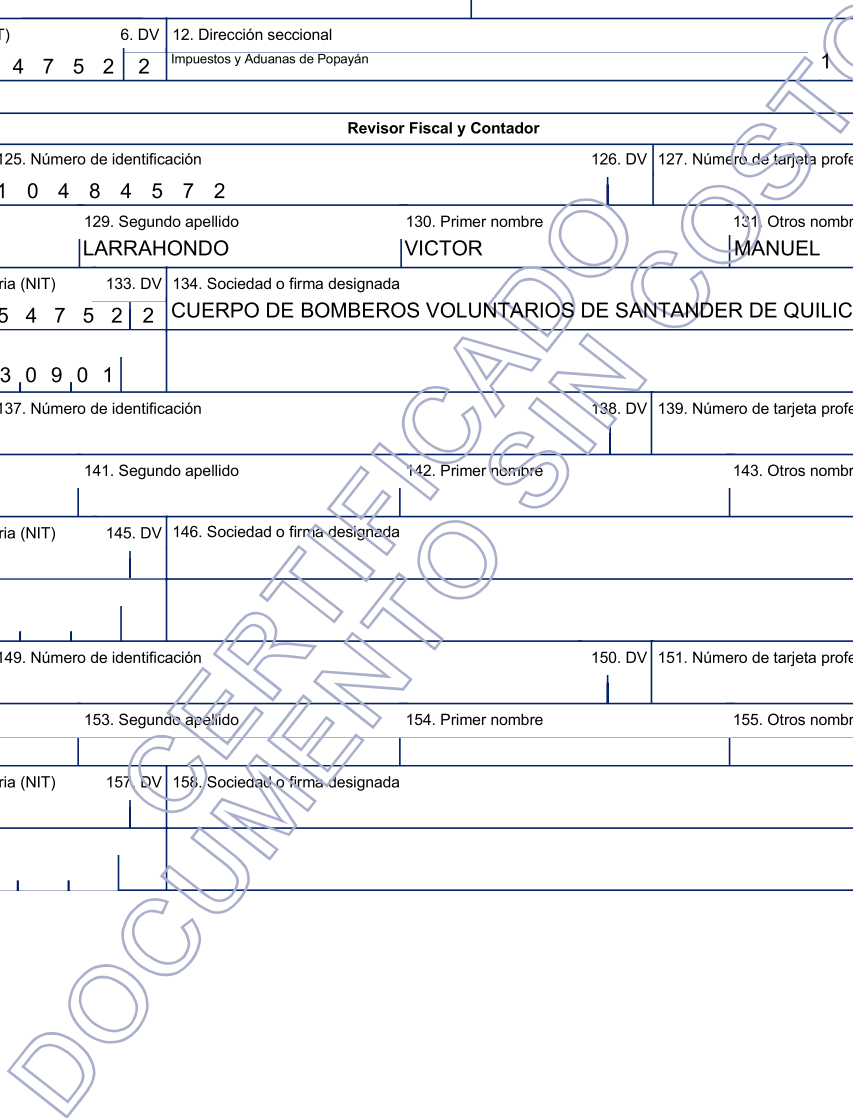 T) 6. DV 12. Dirección seccional
4 7 5 2 2 Impuestos y Aduanas de Popayán 1
Revisor Fiscal y Contador
125. Número de identificación 126. DV 127. Número de tarjeta profe
1 0 4 8 4 5 7 2
129. Segundo apellido 130. Primer nombre 131. Otros nombr
LARRAHONDO VICTOR MANUEL
ria (NIT) 133. DV 134. Sociedad o firma designada
5 4 7 5 2 2 CUERPO DE BOMBEROS VOLUNTARIOS DE SANTANDER DE QUILIC
3 0 9 0 1
137. Número de identificación 138. DV 139. Número de tarjeta profe
141. Segundo apellido 142. Primer nombre 143. Otros nombr
ria (NIT) 145. DV 146. Sociedad o firma designada
149. Número de identificación 150. DV 151. Número de tarjeta profe
153. Segundo apellido 154. Primer nombre 155. Otros nombr
ria (NIT) 157. DV 158. Sociedad o firma designada
CERTIFICADO
DOCUMENTO SIN COSTO